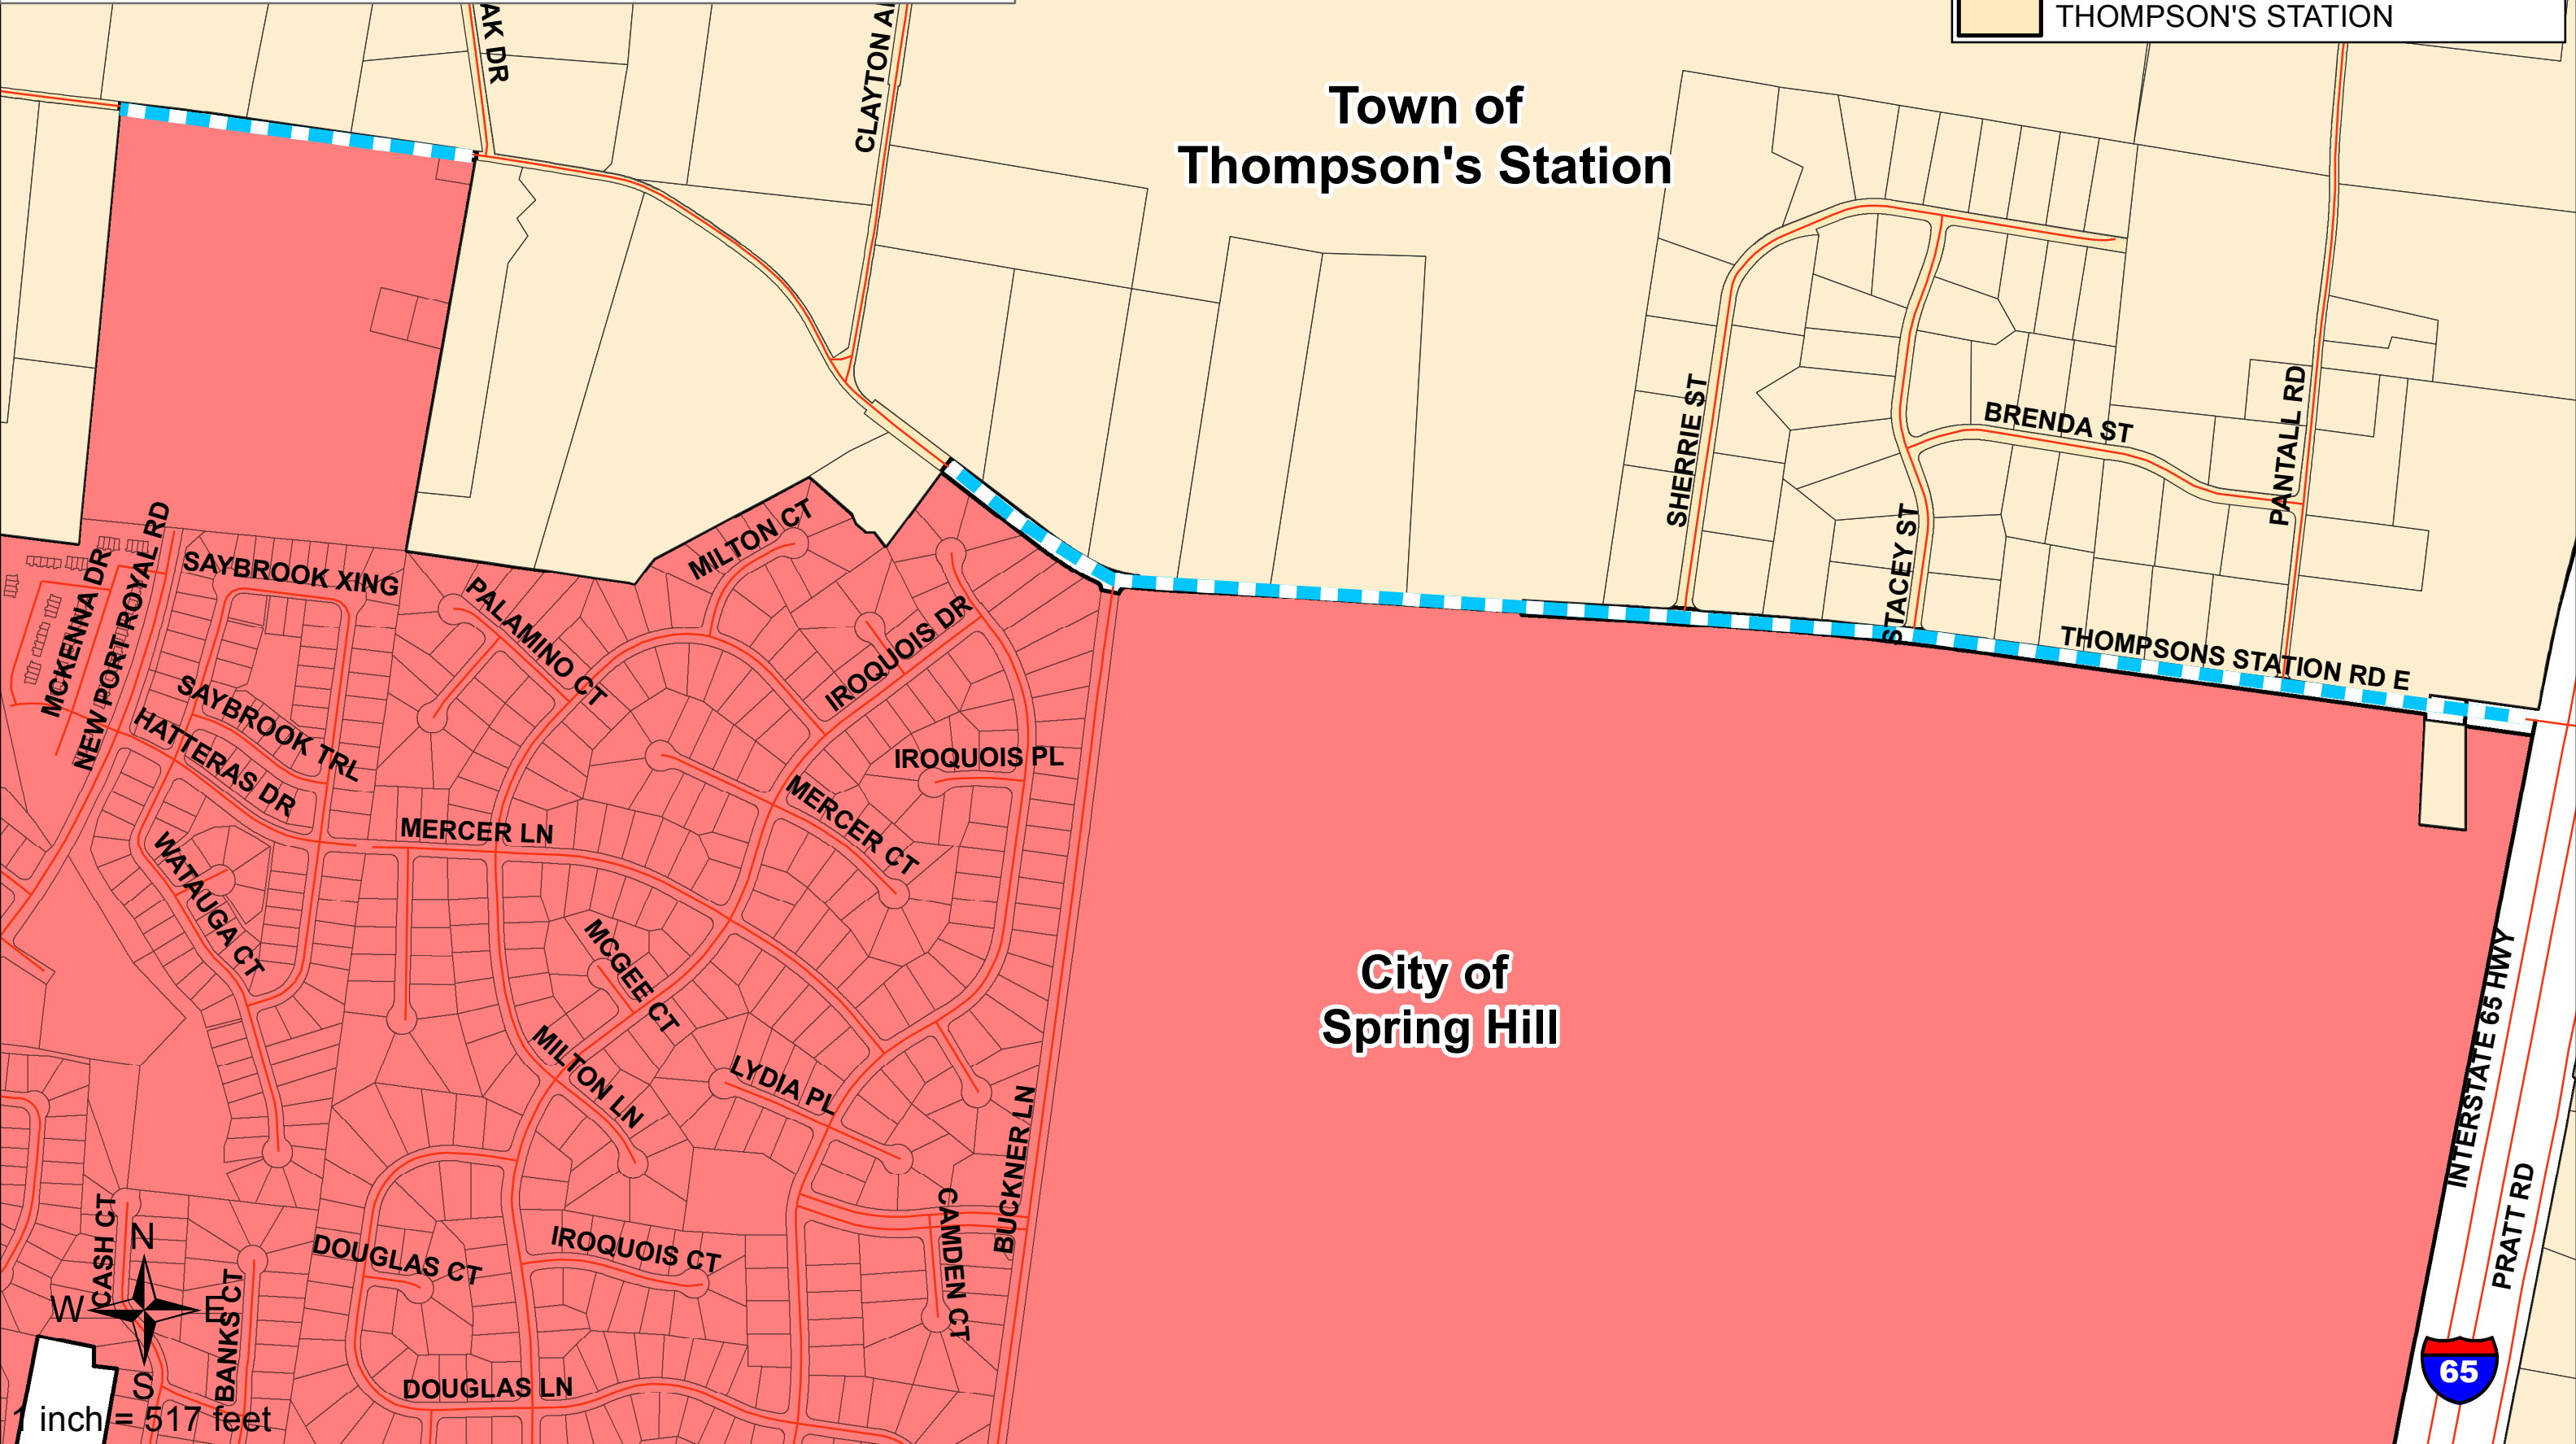 THOMPSON'S STATION
AK DR
CLAYTON A
Town of
Thompson's Station
SHERRIE ST
BRENDA ST
PANTALL RD
STACEY ST
THOMPSONS STATION RD E
MILTON CT
SAYBROOK XING
MCKENNA DR
NEW PORT ROYAL RD
PALAMINO CT
IROQUOIS DR
SAYBROOK TRL
HATTERAS DR
IROQUOIS PL
MERCER CT
MERCER LN
WATAUGA CT
MCGEE CT
City of
Spring Hill
MILTON LN
LYDIA PL
BUCKNER LN
INTERSTATE 65 HWY
PRATT RD
CASH CT
N
W
E
S
BANKS CT
DOUGLAS CT
IROQUOIS CT
CAMDEN CT
65
DOUGLAS LN
1 inch = 517 feet